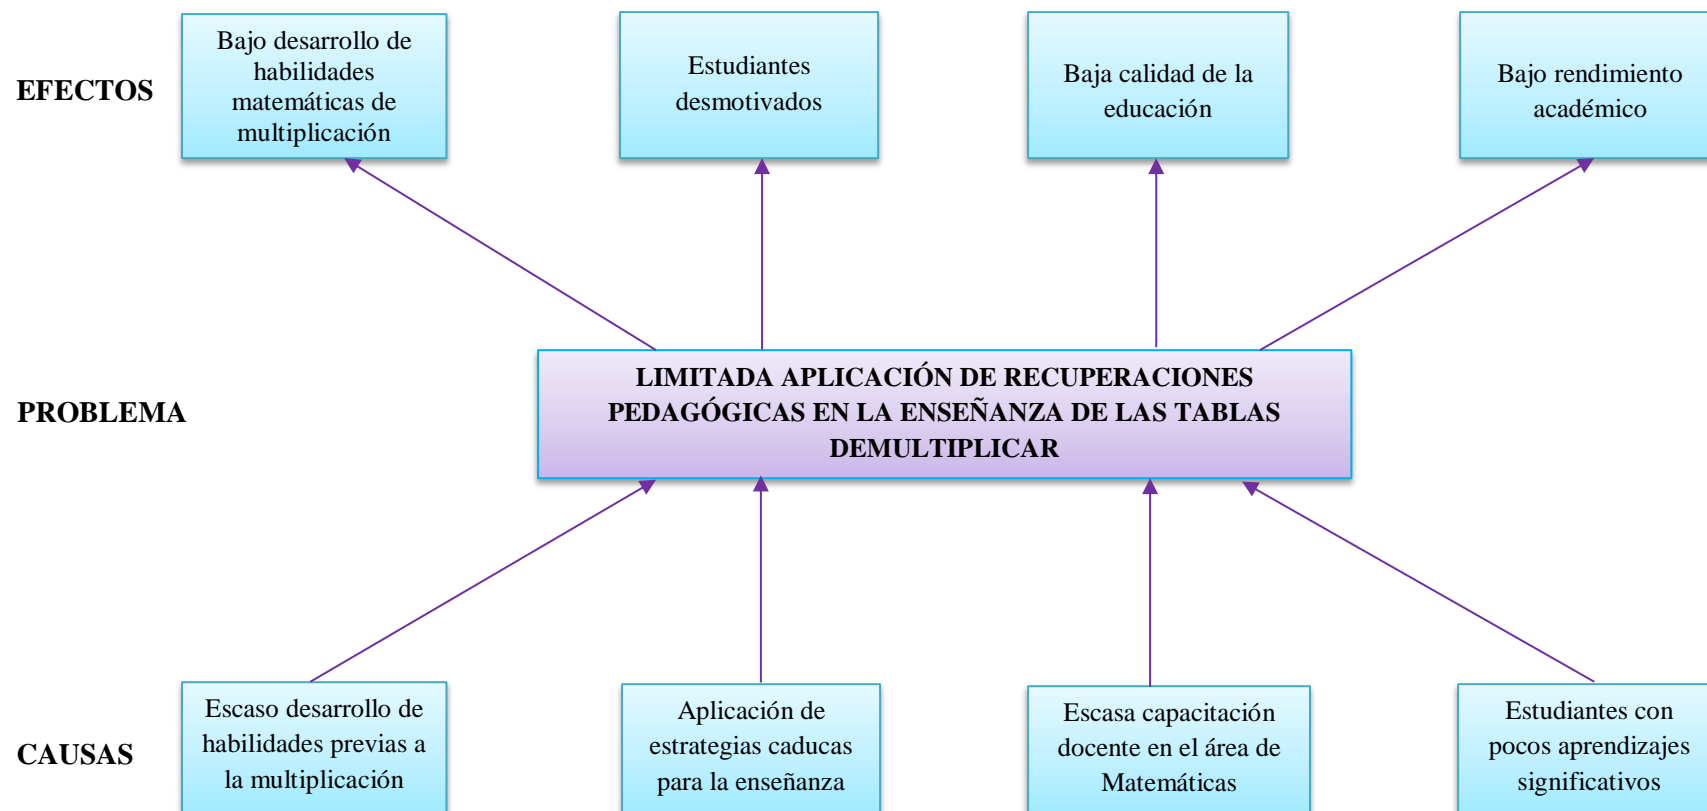 EFECTOS
Bajo desarrollo de
habilidades
matemáticas de
multiplicación
Estudiantes
desmotivados
Baja calidad de la
educación
Bajo rendimiento
académico
PROBLEMA
LIMITADA APLICACIÓN DE RECUPERACIONES
PEDAGÓGICAS EN LA ENSEÑANZA DE LAS TABLAS
DEMULTIPLICAR
CAUSAS
Escaso desarrollo de
habilidades previas a
la multiplicación
Aplicación de
estrategias caducas
para la enseñanza
Escasa capacitación
docente en el área de
Matemáticas
Estudiantes con
pocos aprendizajes
significativos